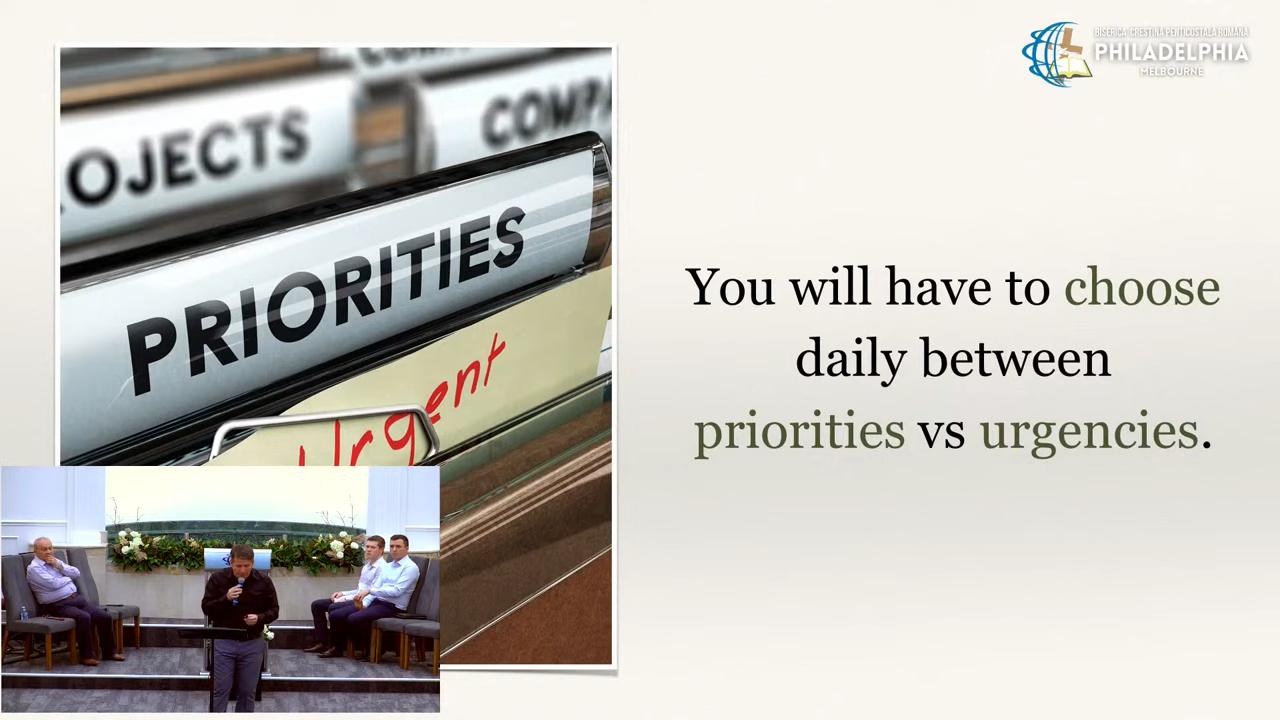 BISERICA CREȘTINĂ PENTICOSTALĂ ROMÂNĂ
PHILADELPHIA
MELBOURNE
OJECTS
COMPA
PRIORITIES
Urgent
You will have to choose
daily between
priorities vs urgencies.